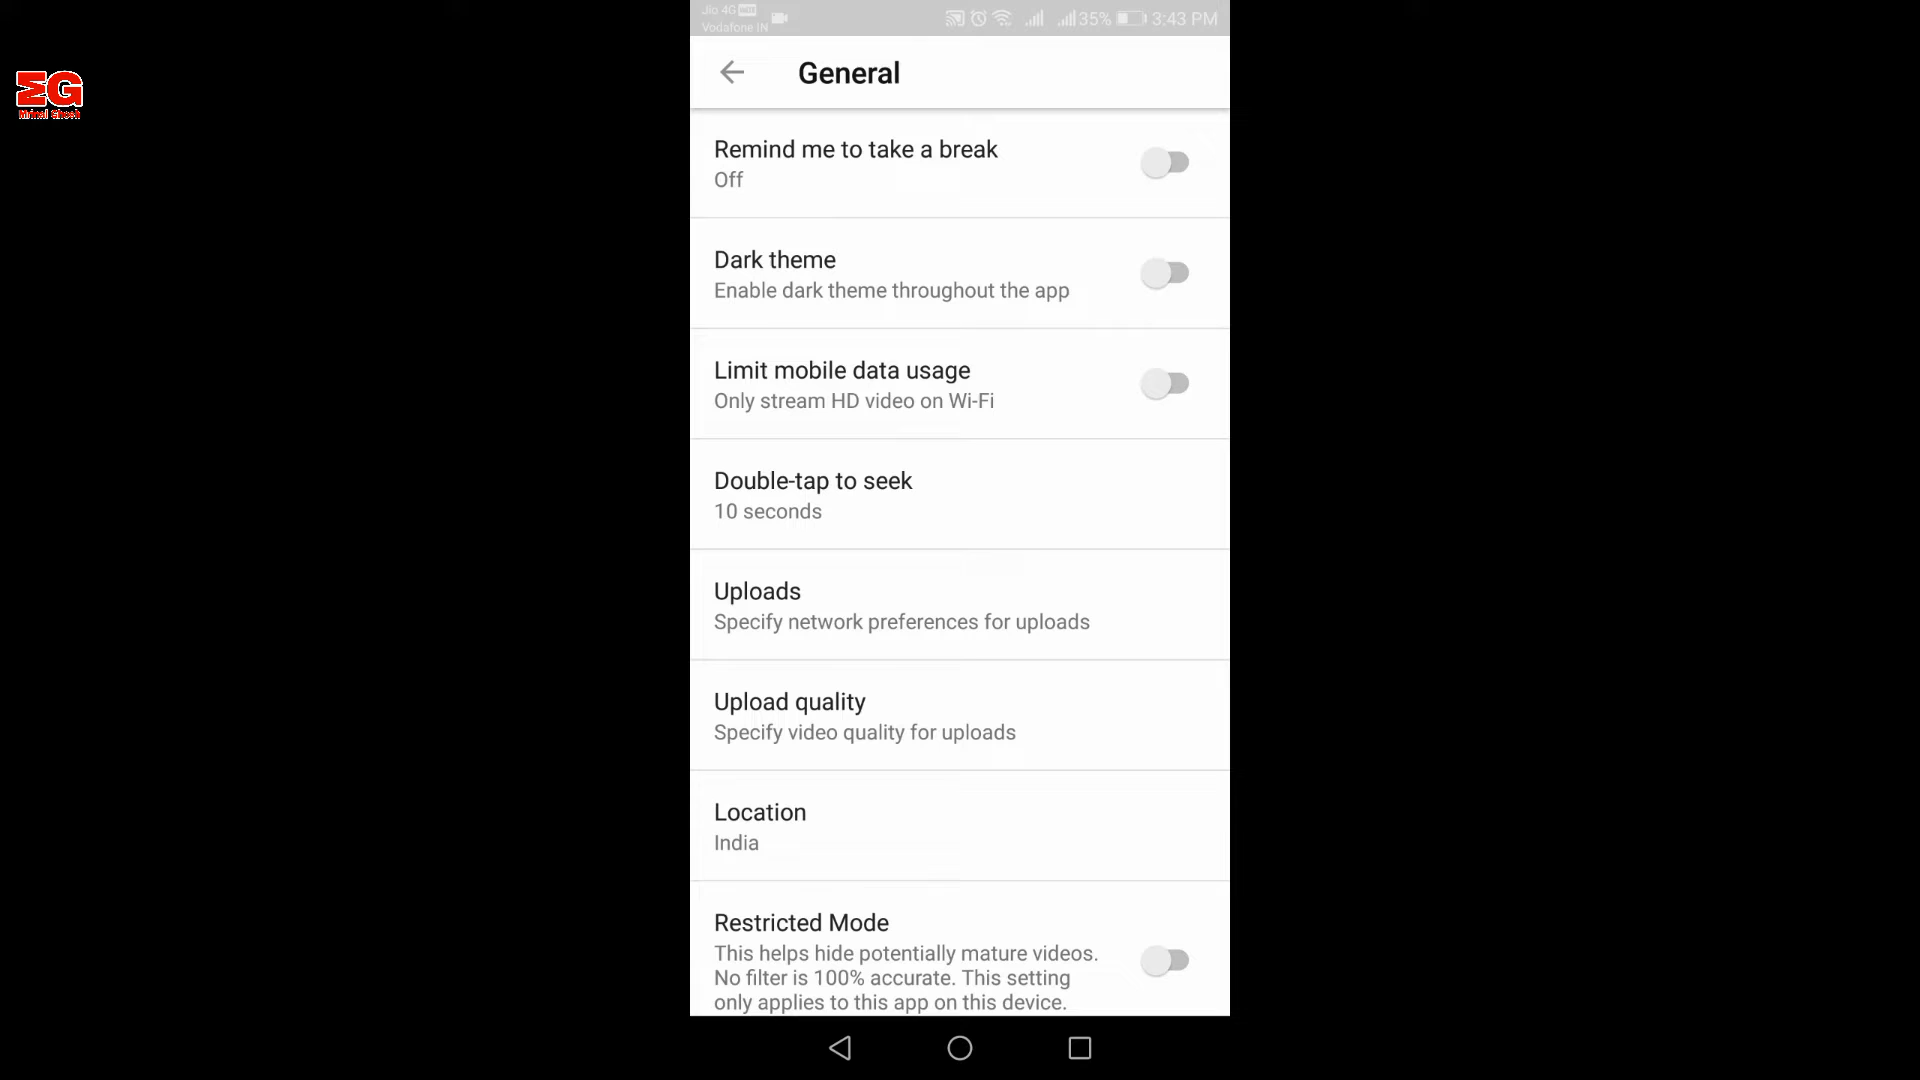 Jio 4G
Vodafone IN
35% 3:43 PM
MG
Mrinal Ghosh
General
Remind me to take a break
Off
Dark theme
Enable dark theme throughout the app
Limit mobile data usage
Only stream HD video on Wi-Fi
Double-tap to seek
10 seconds
Uploads
Specify network preferences for uploads
Upload quality
Specify video quality for uploads
Location
India
Restricted Mode
This helps hide potentially mature videos.
No filter is 100% accurate. This setting
only applies to this app on this device.